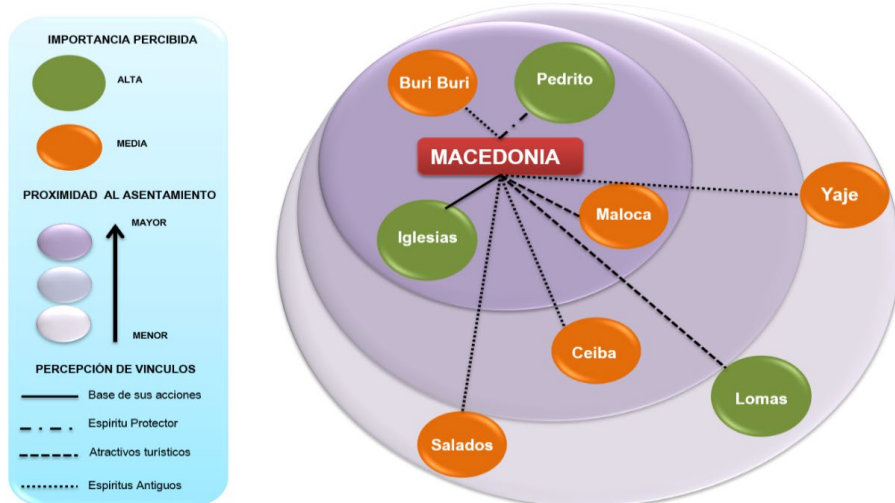 IMPORTANCIA PERCIBIDA
ALTA
MEDIA
PROXIMIDAD AL ASENTAMIENTO
MAYOR
MENOR
PERCEPCIÓN DE VINCULOS
Base de sus acciones
Espiritu Protector
Atractivos turísticos
Espiritus Antiguos
Buri Buri
Pedrito
MACEDONIA
Yaje
Maloca
Iglesias
Ceiba
Lomas
Salados